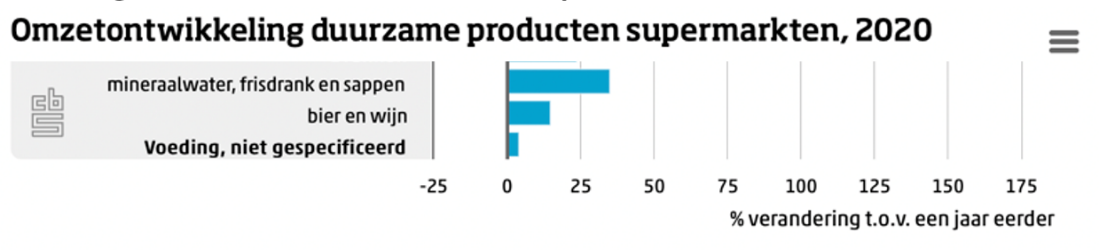 Omzetontwikkeling duurzame producten supermarkten, 2020
mineraalwater, frisdrank en sappen
bier en wijn
Voeding, niet gespecificeerd
cbs
-25 0 25 50 75 100 125 150 175
% verandering t.o.v. een jaar eerder